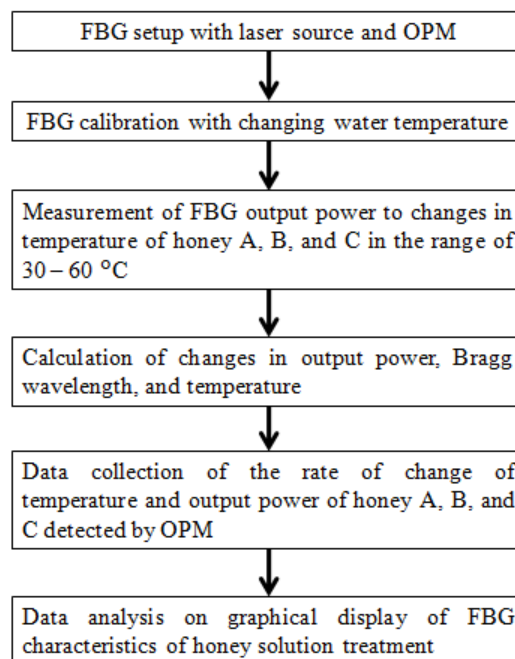 FBG setup with laser source and OPM
FBG calibration with changing water temperature
Measurement of FBG output power to changes in
temperature of honey A, B, and C in the range of
30 – 60 °C
Calculation of changes in output power, Bragg
wavelength, and temperature
Data collection of the rate of change of
temperature and output power of honey A, B, and
C detected by OPM
Data analysis on graphical display of FBG
characteristics of honey solution treatment